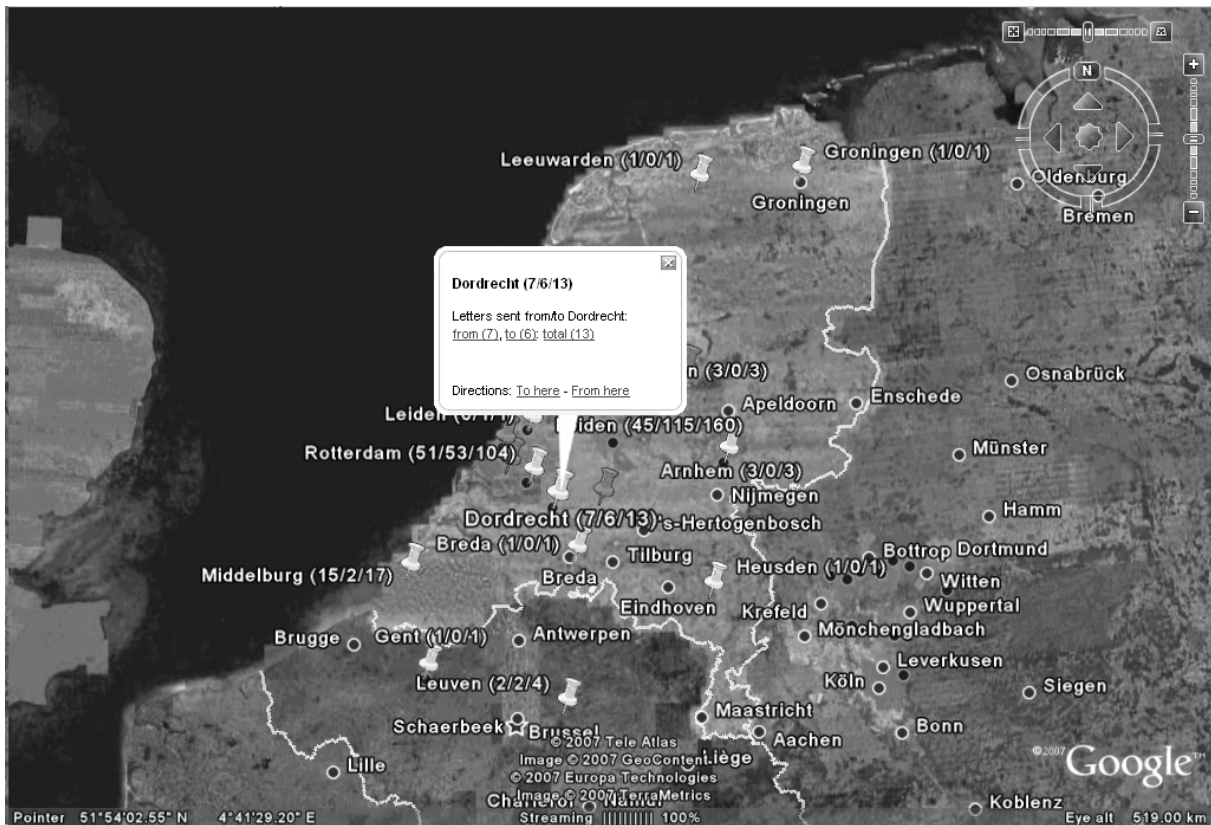 N
Leeuwarden (1/0/1)
Groningen (1/0/1)
Groningen
Oldenburg
Bremen
Dordrecht (7/6/13)
Letters sent from/to Dordrecht:
from (7), to (6): total (13)
Directions: To here - From here
(3/0/3)
Osnabrück
Apeldoorn
Enschede
Leiden
(45/115/160)
Rotterdam (51/53/104)
Münster
Arnhem (3/0/3)
Nijmegen
Hamm
Dordrecht (7/6/13)
's-Hertogenbosch
Breda (1/0/1)
Tilburg
Heusden (1/0/1)
Bottrop
Dortmund
Middelburg (15/2/17)
Breda
Witten
Eindhoven
Krefeld
Wuppertal
Brugge
Gent (1/0/1)
Antwerpen
Mönchengladbach
Leverkusen
Leuven (2/2/4)
Köln
Siegen
Schaerbeek
Brussel
Maastricht
Aachen
Bonn
© 2007 Tele Atlas
Image © 2007 GeoContent
Liège
© 2007 Europa Technologies
Lille
Image © 2007 TerraMetrics
©2007 Google™
Charleroi
Namur
Koblenz
Pointer 51°54'02.55" N 4°41'29.20" E
Streaming |||||||||| 100%
Eye alt 519.00 km